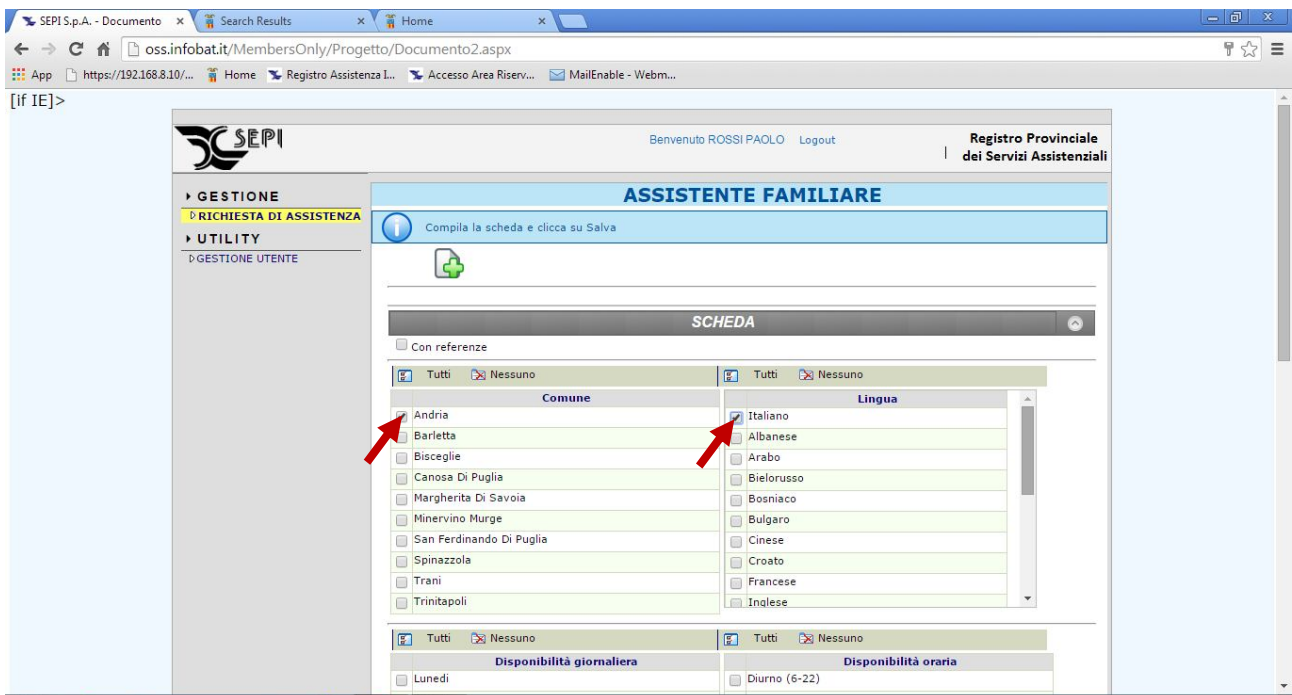 SEPI S.p.A. - Documento
Search Results
Home
oss.infobat.it/MembersOnly/Progetto/Documento2.aspx
App https://192.168.8.10/... Home Registro Assistenza I... Accesso Area Riserv... MailEnable - Webm...
[if IE]>
SEPI
Benvenuto ROSSI PAOLO Logout
| Registro Provinciale
dei Servizi Assistenziali
GESTIONE
RICHIESTA DI ASSISTENZA
UTILITY
GESTIONE UTENTE
ASSISTENTE FAMILIARE
Compila la scheda e clicca su Salva
SCHEDA
Con referenze
Tutti Nessuno
Comune
Andria
Barletta
Bisceglie
Canosa Di Puglia
Margherita Di Savoia
Minervino Murge
San Ferdinando Di Puglia
Spinazzola
Trani
Trinitapoli
Tutti Nessuno
Lingua
Italiano
Albanese
Arabo
Bielorusso
Bosniaco
Bulgaro
Cinese
Croato
Francese
Inglese
Tutti Nessuno
Disponibilità giornaliera
Lunedi
Tutti Nessuno
Disponibilità oraria
Diurno (6-22)